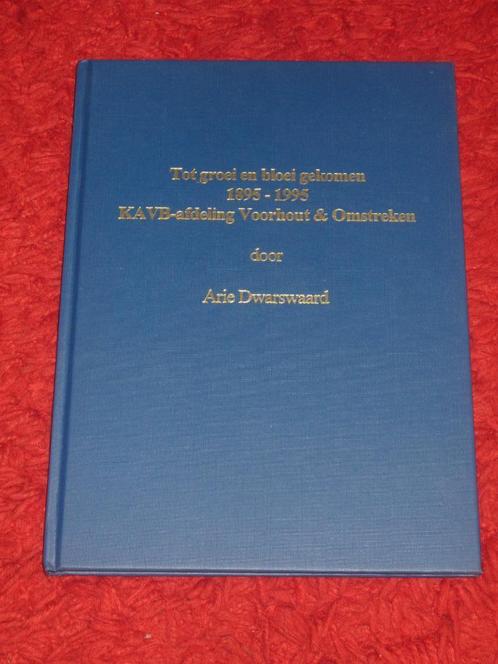 Tot groei en bloei gekomen
1895 - 1995
KAVB-afdeling Voorhout & Omstreken
door
Arie Dwarswaard